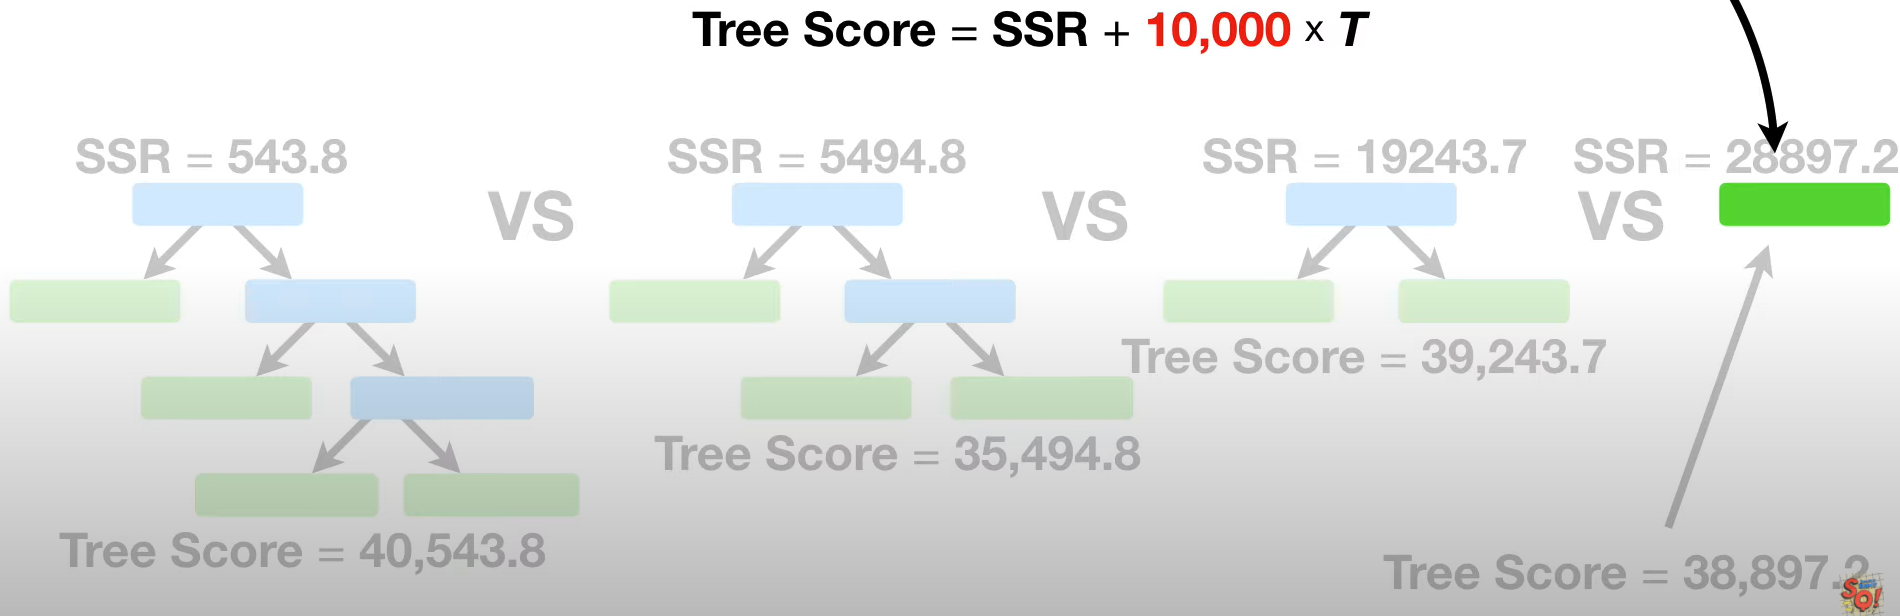 Tree Score = SSR + 10,000 x T
SSR = 543.8
SSR = 5494.8
SSR = 19243.7
SSR = 28897.2
VS
VS
VS
Tree Score = 39,243.7
Tree Score = 35,494.8
Tree Score = 40,543.8
Tree Score = 38,897.2
SQ!